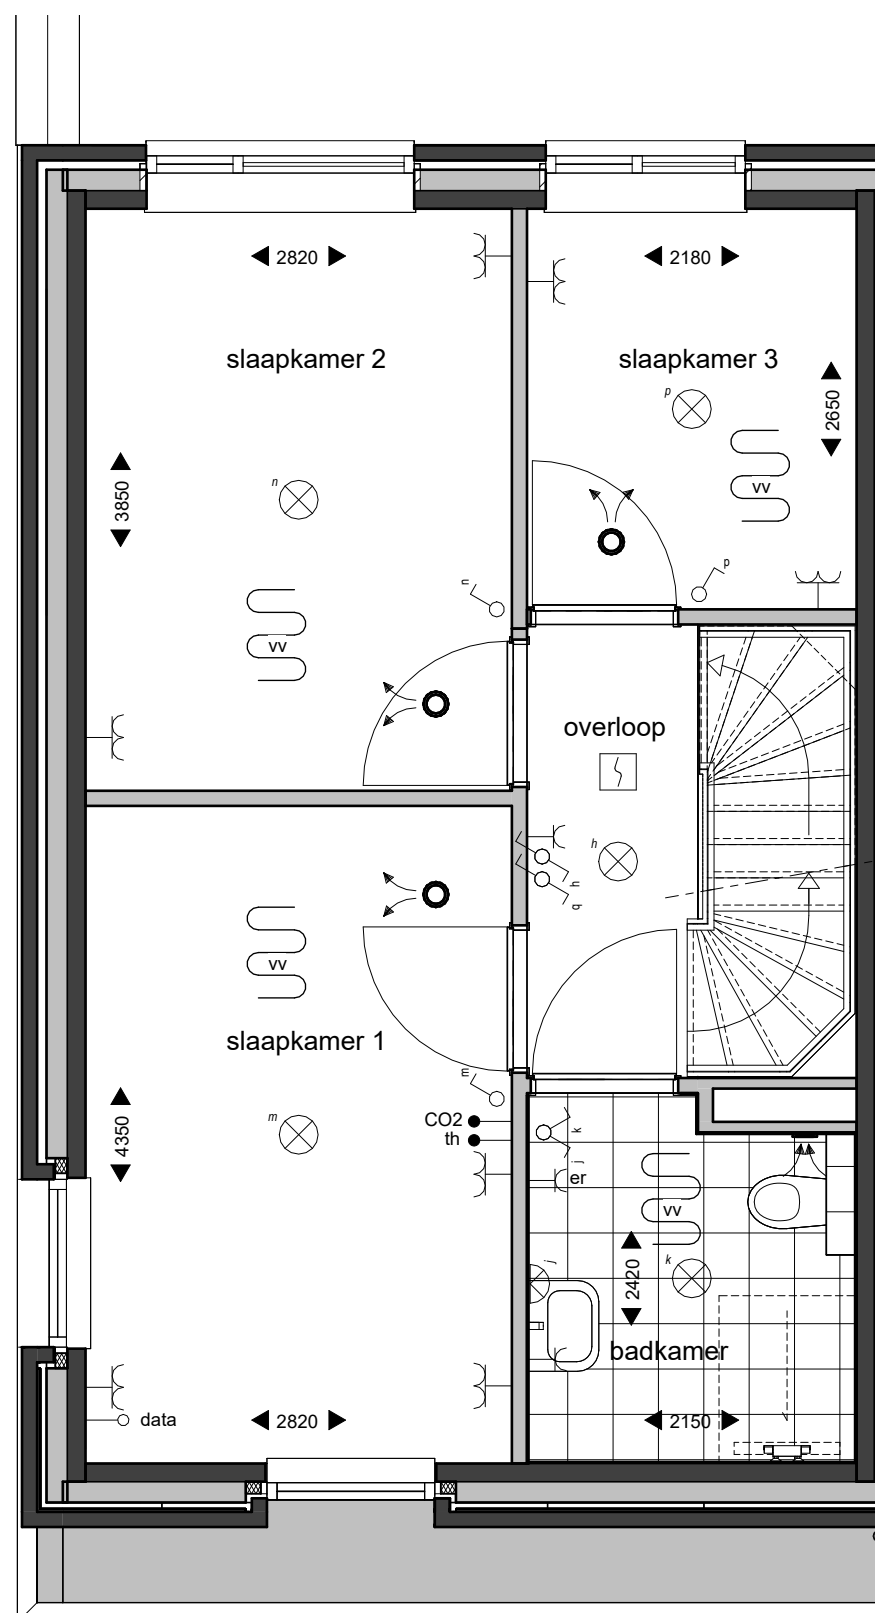 2820
2180
slaapkamer 2
slaapkamer 3
p
2650
3850
n
vv
p
n
vv
overloop
h
h
q
vv
slaapkamer 1
m
CO2
th
m
4350
k
j
er
vv
j
k
2420
badkamer
data
2820
2150